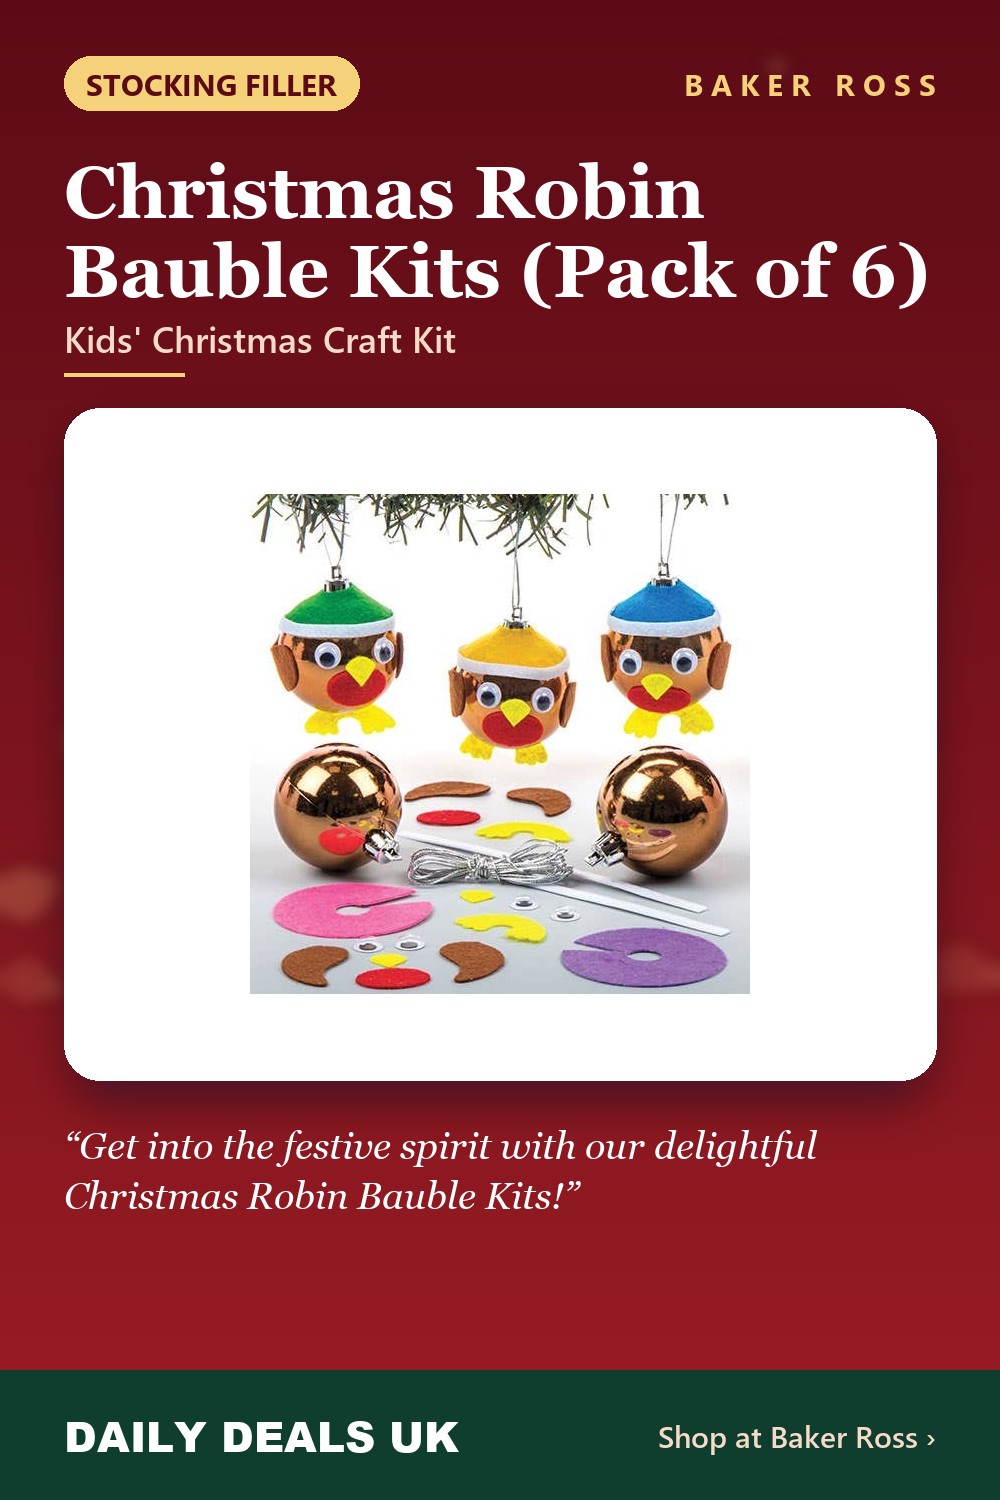 STOCKING FILLER
BAKER ROSS
Christmas Robin
Bauble Kits (Pack of 6)
Kids' Christmas Craft Kit
“Get into the festive spirit with our delightful
Christmas Robin Bauble Kits!”
DAILY DEALS UK
Shop at Baker Ross ›